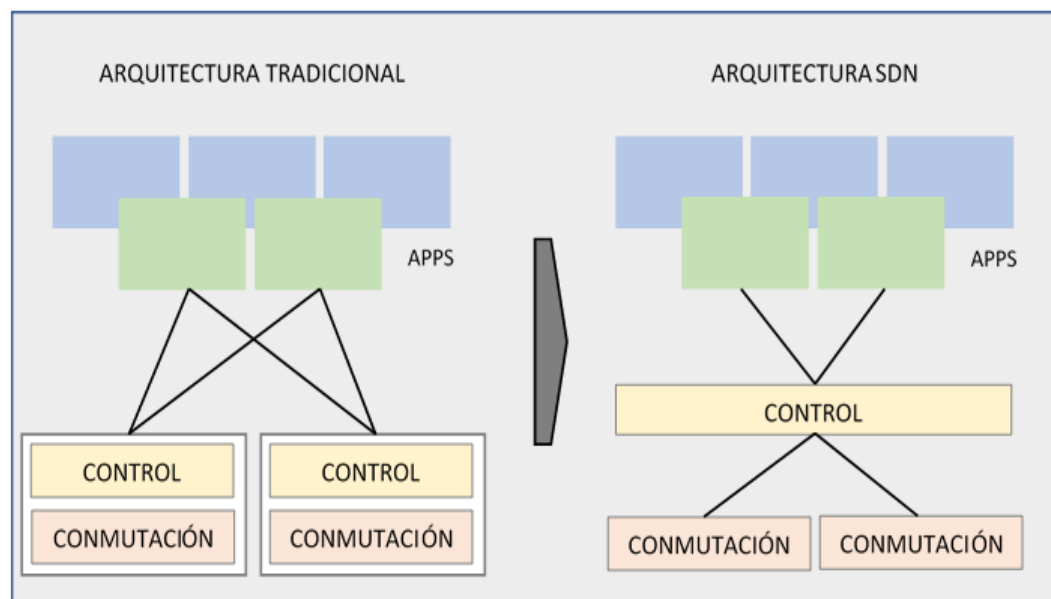 ARQUITECTURA TRADICIONAL
APPS
CONTROL
CONMUTACIÓN
CONTROL
CONMUTACIÓN
ARQUITECTURA SDN
APPS
CONTROL
CONMUTACIÓN
CONMUTACIÓN